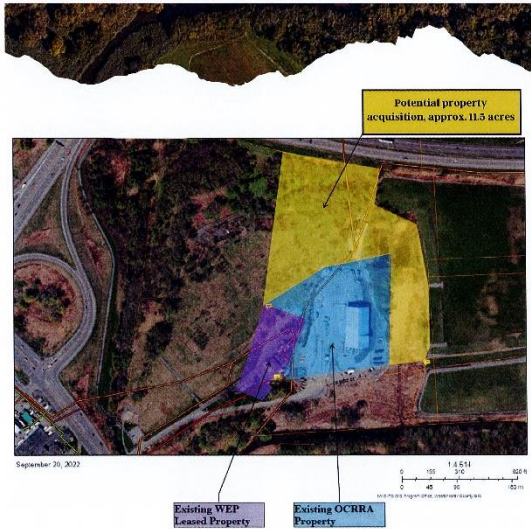 Potential property
acquisition, approx. 11.5 acres
September 20, 2022
1:4,514
0 155 310 620 ft
0 45 90 180 m
Existing WEP
Leased Property
Existing OCRRA
Property